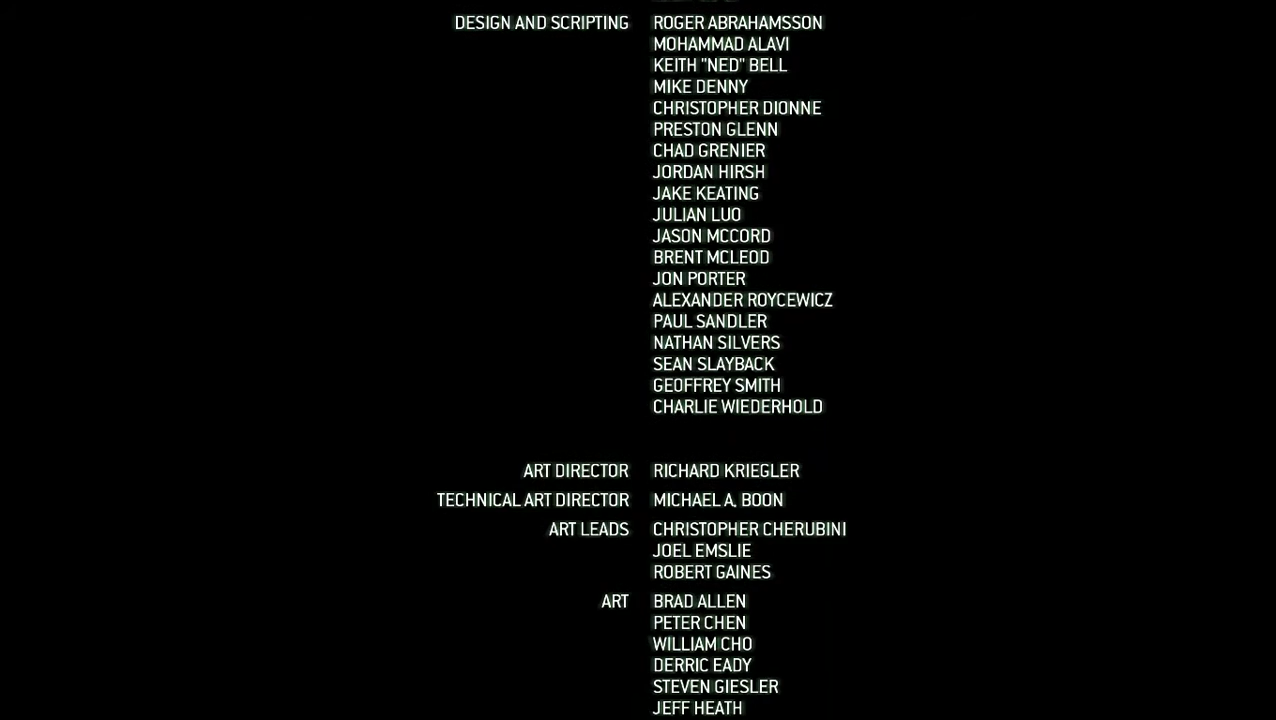 DESIGN AND SCRIPTING ROGER ABRAHAMSSON
MOHAMMAD ALAVI
KEITH "NED" BELL
MIKE DENNY
CHRISTOPHER DIONNE
PRESTON GLENN
CHAD GRENIER
JORDAN HIRSH
JAKE KEATING
JULIAN LUO
JASON MCCORD
BRENT MCLEOD
JON PORTER
ALEXANDER ROYCEWICZ
PAUL SANDLER
NATHAN SILVERS
SEAN SLAYBACK
GEOFFREY SMITH
CHARLIE WIEDERHOLD
ART DIRECTOR RICHARD KRIEGLER
TECHNICAL ART DIRECTOR MICHAEL A. BOON
ART LEADS CHRISTOPHER CHERUBINI
JOEL EMSLIE
ROBERT GAINES
ART BRAD ALLEN
PETER CHEN
WILLIAM CHO
DERRIC EADY
STEVEN GIESLER
JEFF HEATH